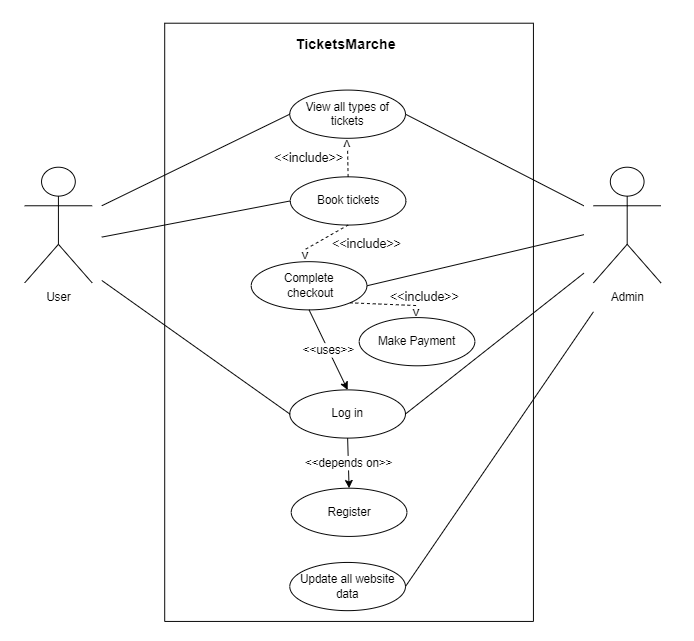 TicketsMarche
View all types of
tickets
<<include>>
Book tickets
<<include>>
Complete
checkout
<<include>>
User
Admin
Make Payment
<<uses>>
Log in
<<depends on>>
Register
Update all website
data